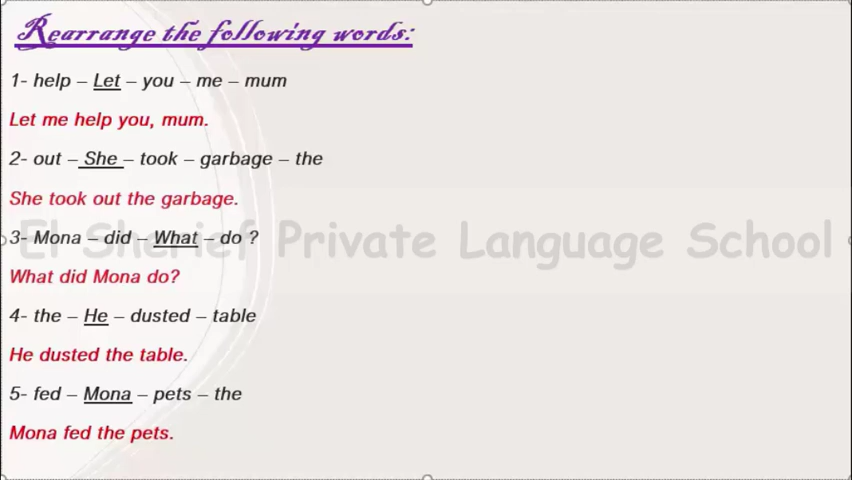 Rearrange the following words:
1- help – Let – you – me – mum
Let me help you, mum.
2- out – She – took – garbage – the
She took out the garbage.
El Sherief Private Language School
3- Mona – did – What – do ?
What did Mona do?
4- the – He – dusted – table
He dusted the table.
5- fed – Mona – pets – the
Mona fed the pets.